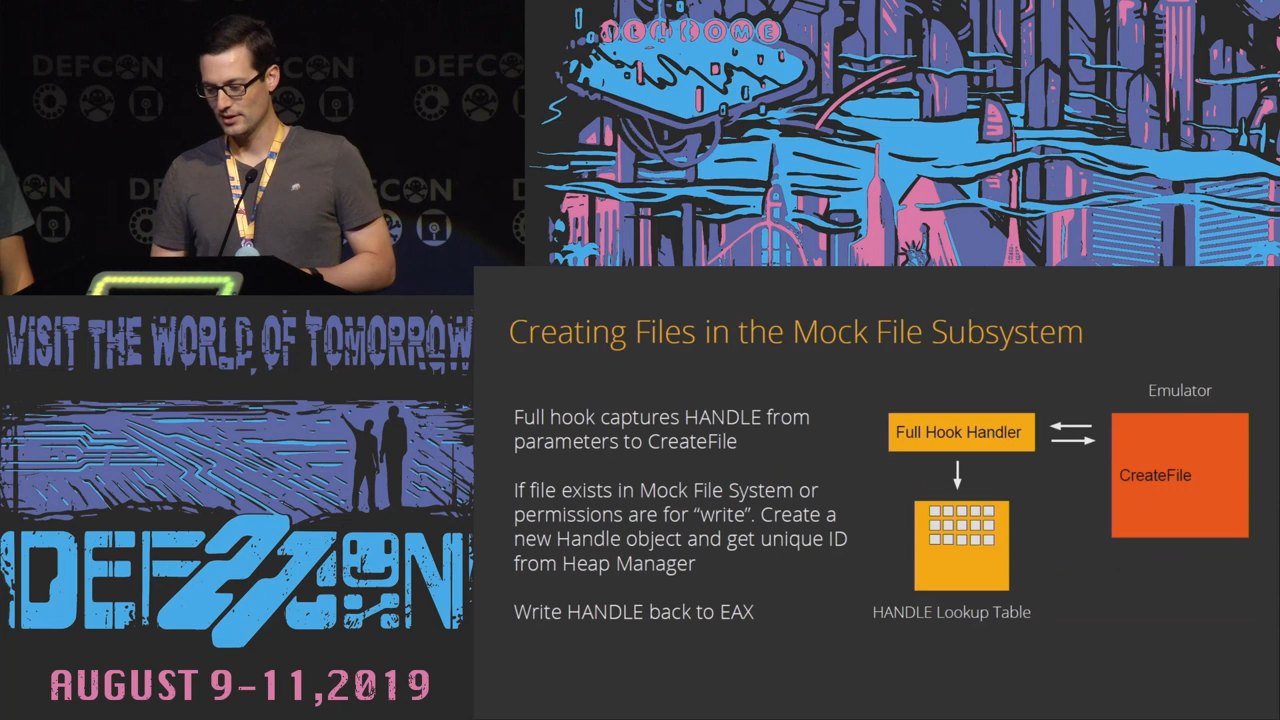 DEFCON
WELCOME
VISIT THE WORLD OF TOMORROW
DEF27CON
AUGUST 9-11,2019
Creating Files in the Mock File Subsystem
Full hook captures HANDLE from
parameters to CreateFile
If file exists in Mock File System or
permissions are for “write”. Create a
new Handle object and get unique ID
from Heap Manager
Write HANDLE back to EAX
Emulator
Full Hook Handler
CreateFile
HANDLE Lookup Table